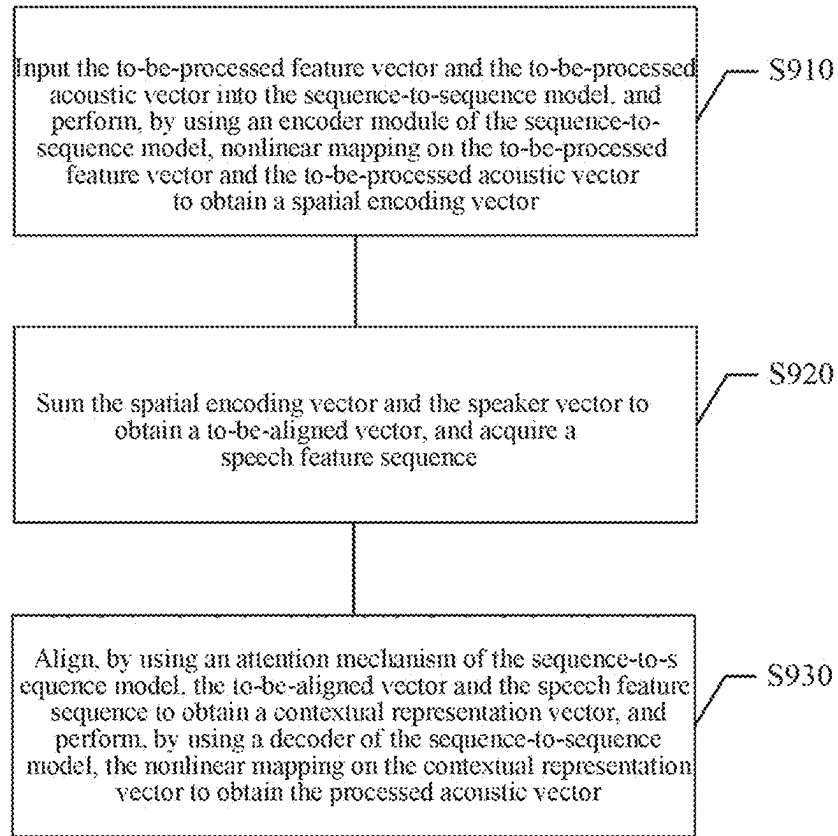 Input the to-be-processed feature vector and the to-be-processed
acoustic vector into the sequence-to-sequence model, and
perform, by using an encoder module of the sequence-to-
sequence model, nonlinear mapping on the to-be-processed
feature vector and the to-be-processed acoustic vector
to obtain a spatial encoding vector
S910
Sum the spatial encoding vector and the speaker vector to
obtain a to-be-aligned vector, and acquire a
speech feature sequence
S920
Align, by using an attention mechanism of the sequence-to-s
equence model, the to-be-aligned vector and the speech feature
sequence to obtain a contextual representation vector, and
perform, by using a decoder of the sequence-to-sequence
model, the nonlinear mapping on the contextual representation
vector to obtain the processed acoustic vector
S930